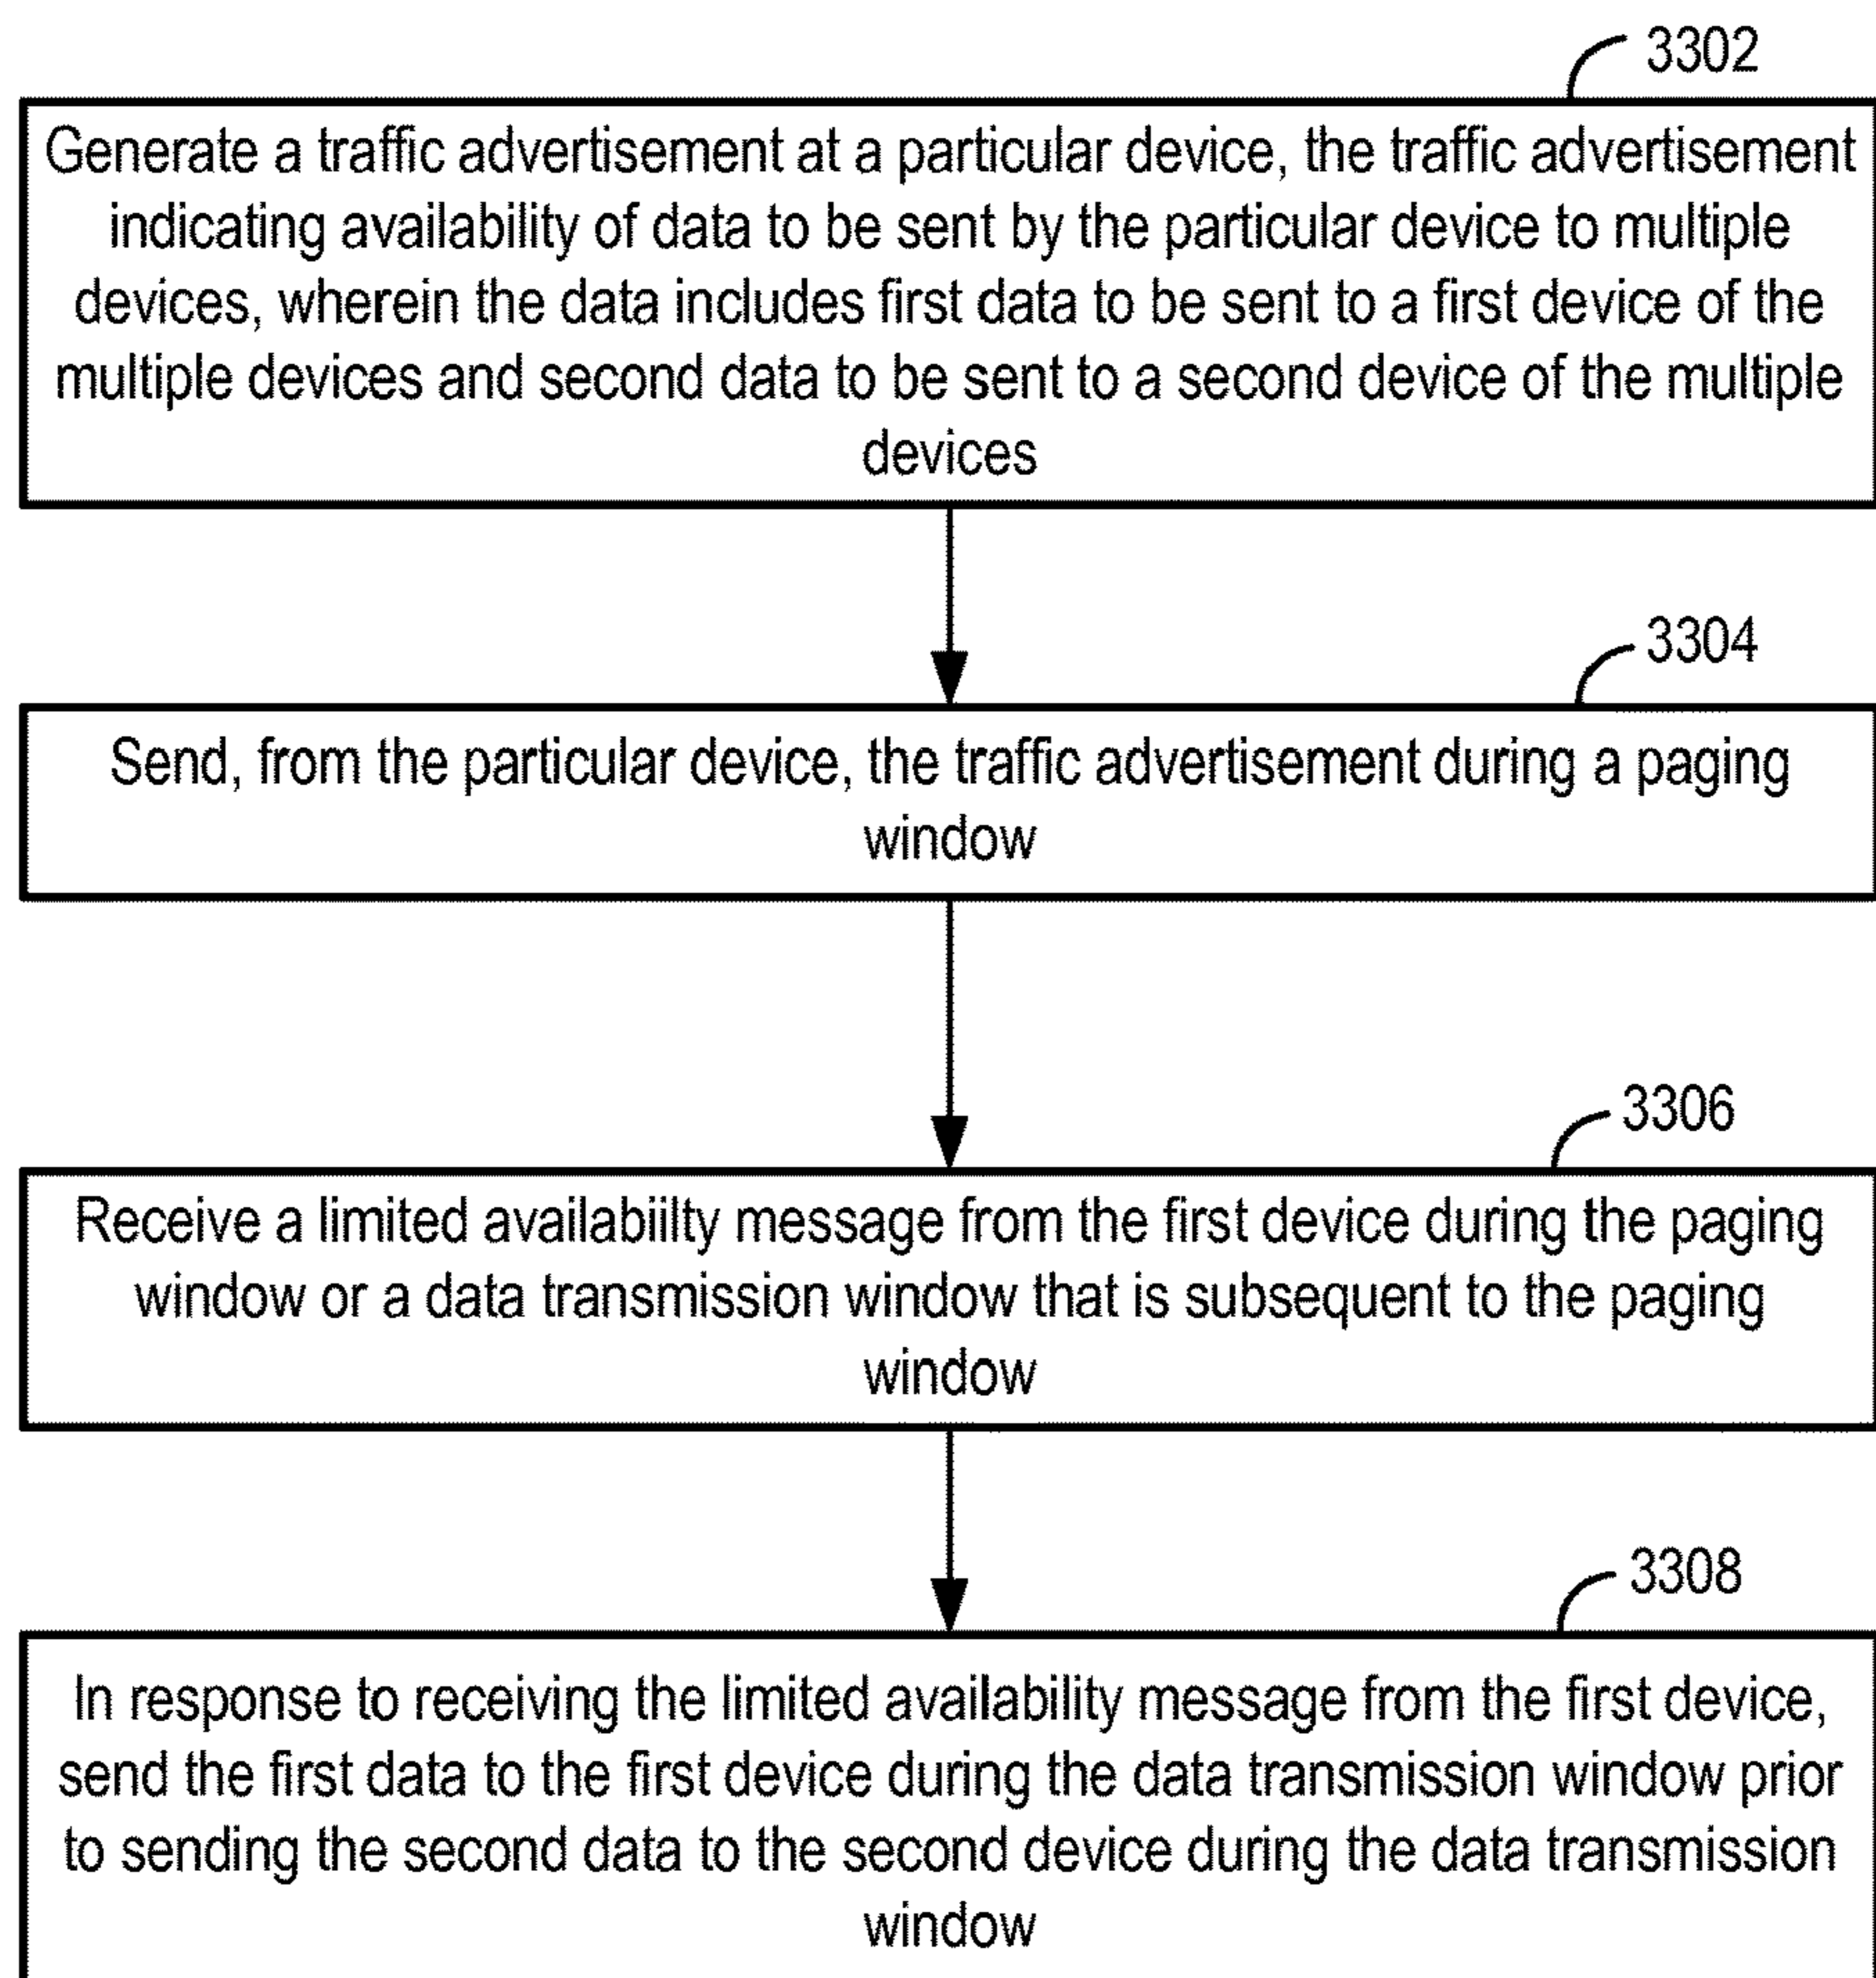 3302
Generate a traffic advertisement at a particular device, the traffic advertisement
indicating availability of data to be sent by the particular device to multiple
devices, wherein the data includes first data to be sent to a first device of the
multiple devices and second data to be sent to a second device of the multiple
devices
3304
Send, from the particular device, the traffic advertisement during a paging
window
3306
Receive a limited availabiilty message from the first device during the paging
window or a data transmission window that is subsequent to the paging
window
3308
In response to receiving the limited availability message from the first device,
send the first data to the first device during the data transmission window prior
to sending the second data to the second device during the data transmission
window